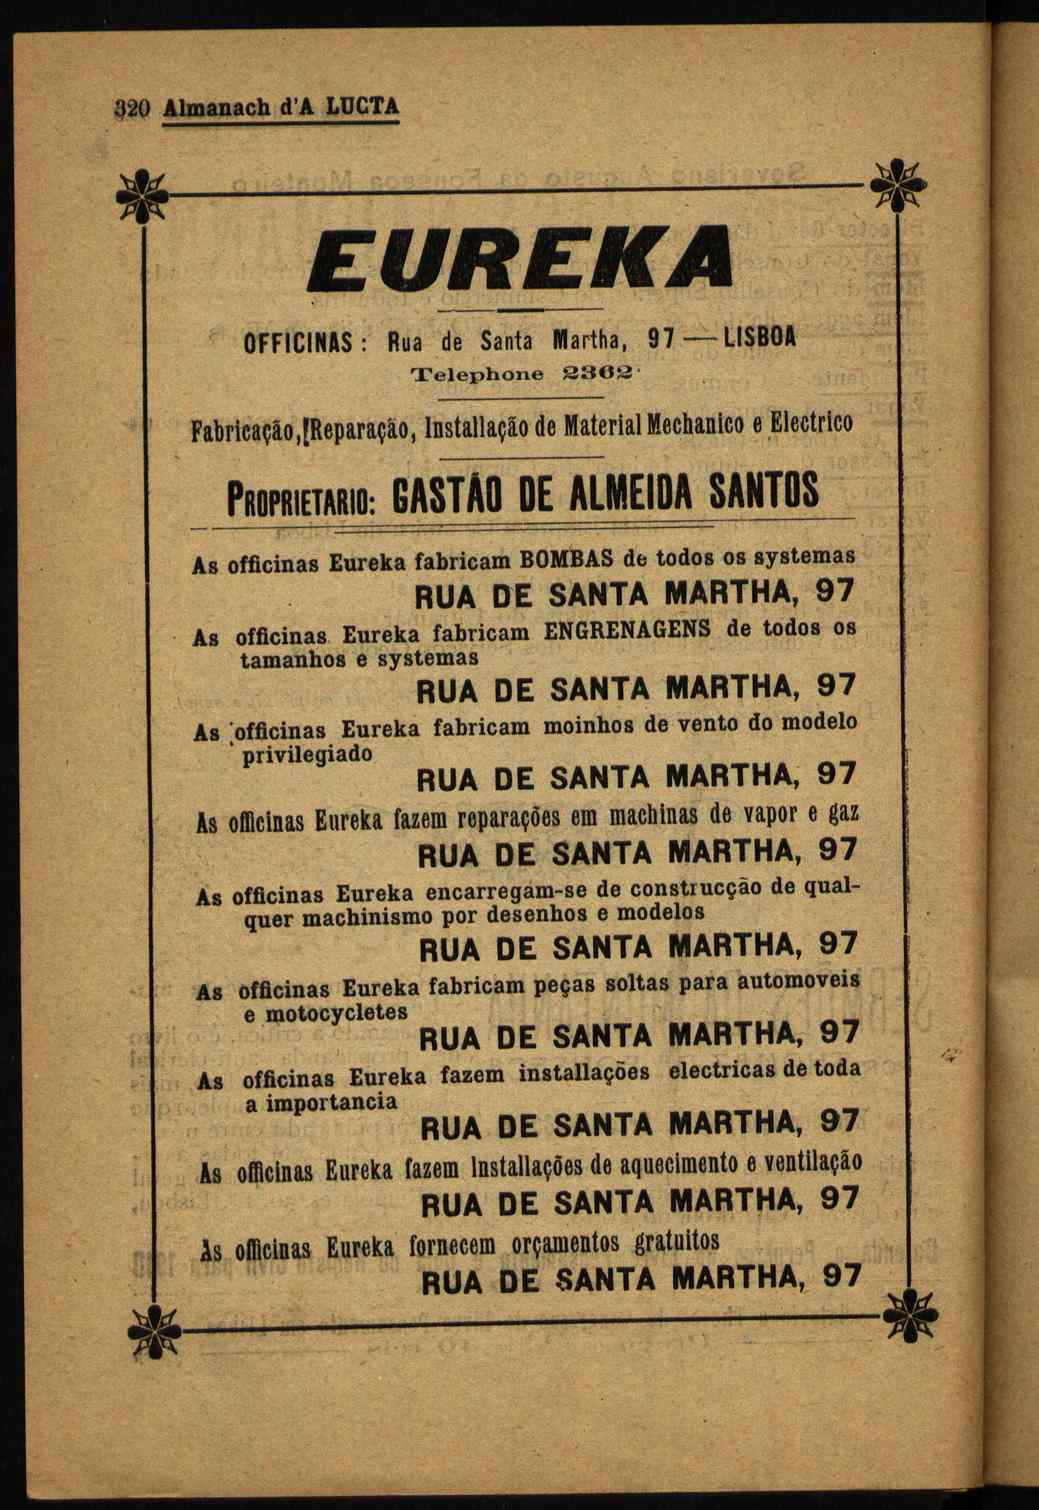 320 Almanach d'A LUCTA
EUREKA
OFFICINAS: Rua de Santa Martha, 97 — LISBOA
Telephone 2362
Fabricação, Reparação, Installação de Material Mechanico e Electrico
PROPRIETARIO: GASTÃO DE ALMEIDA SANTOS
As officinas Eureka fabricam BOMBAS de todos os systemas
RUA DE SANTA MARTHA, 97
As officinas Eureka fabricam ENGRENAGENS de todos os
tamanhos e systemas
RUA DE SANTA MARTHA, 97
As officinas Eureka fabricam moinhos de vento do modelo
privilegiado
RUA DE SANTA MARTHA, 97
As officinas Eureka fazem reparações em machinas de vapor e gaz
RUA DE SANTA MARTHA, 97
As officinas Eureka encarregam-se de construcção de qual-
quer machinismo por desenhos e modelos
RUA DE SANTA MARTHA, 97
As officinas Eureka fabricam peças soltas para automoveis
e motocycletes
RUA DE SANTA MARTHA, 97
As officinas Eureka fazem installações electricas de toda
a importancia
RUA DE SANTA MARTHA, 97
As officinas Eureka fazem Installações de aquecimento e ventilação
RUA DE SANTA MARTHA, 97
As officinas Eureka fornecem orçamentos gratuitos
RUA DE SANTA MARTHA, 97